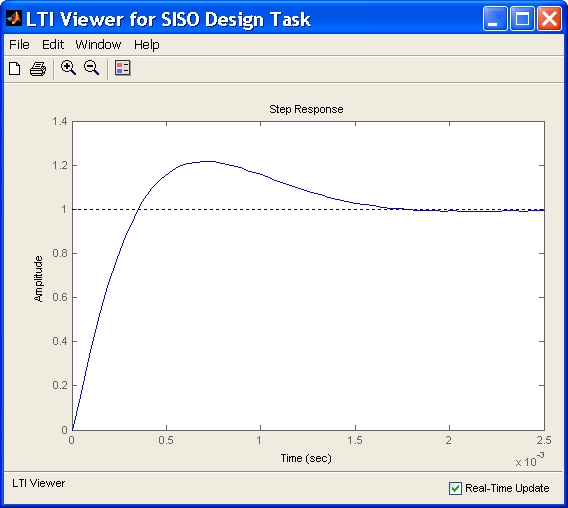 LTI Viewer for SISO Design Task
File Edit Window Help
Step Response
1.4
1.2
1
0.8
0.6
0.4
0.2
0
Amplitude
0 0.5 1 1.5 2 2.5
Time (sec)
x 10⁻³
LTI Viewer
Real-Time Update